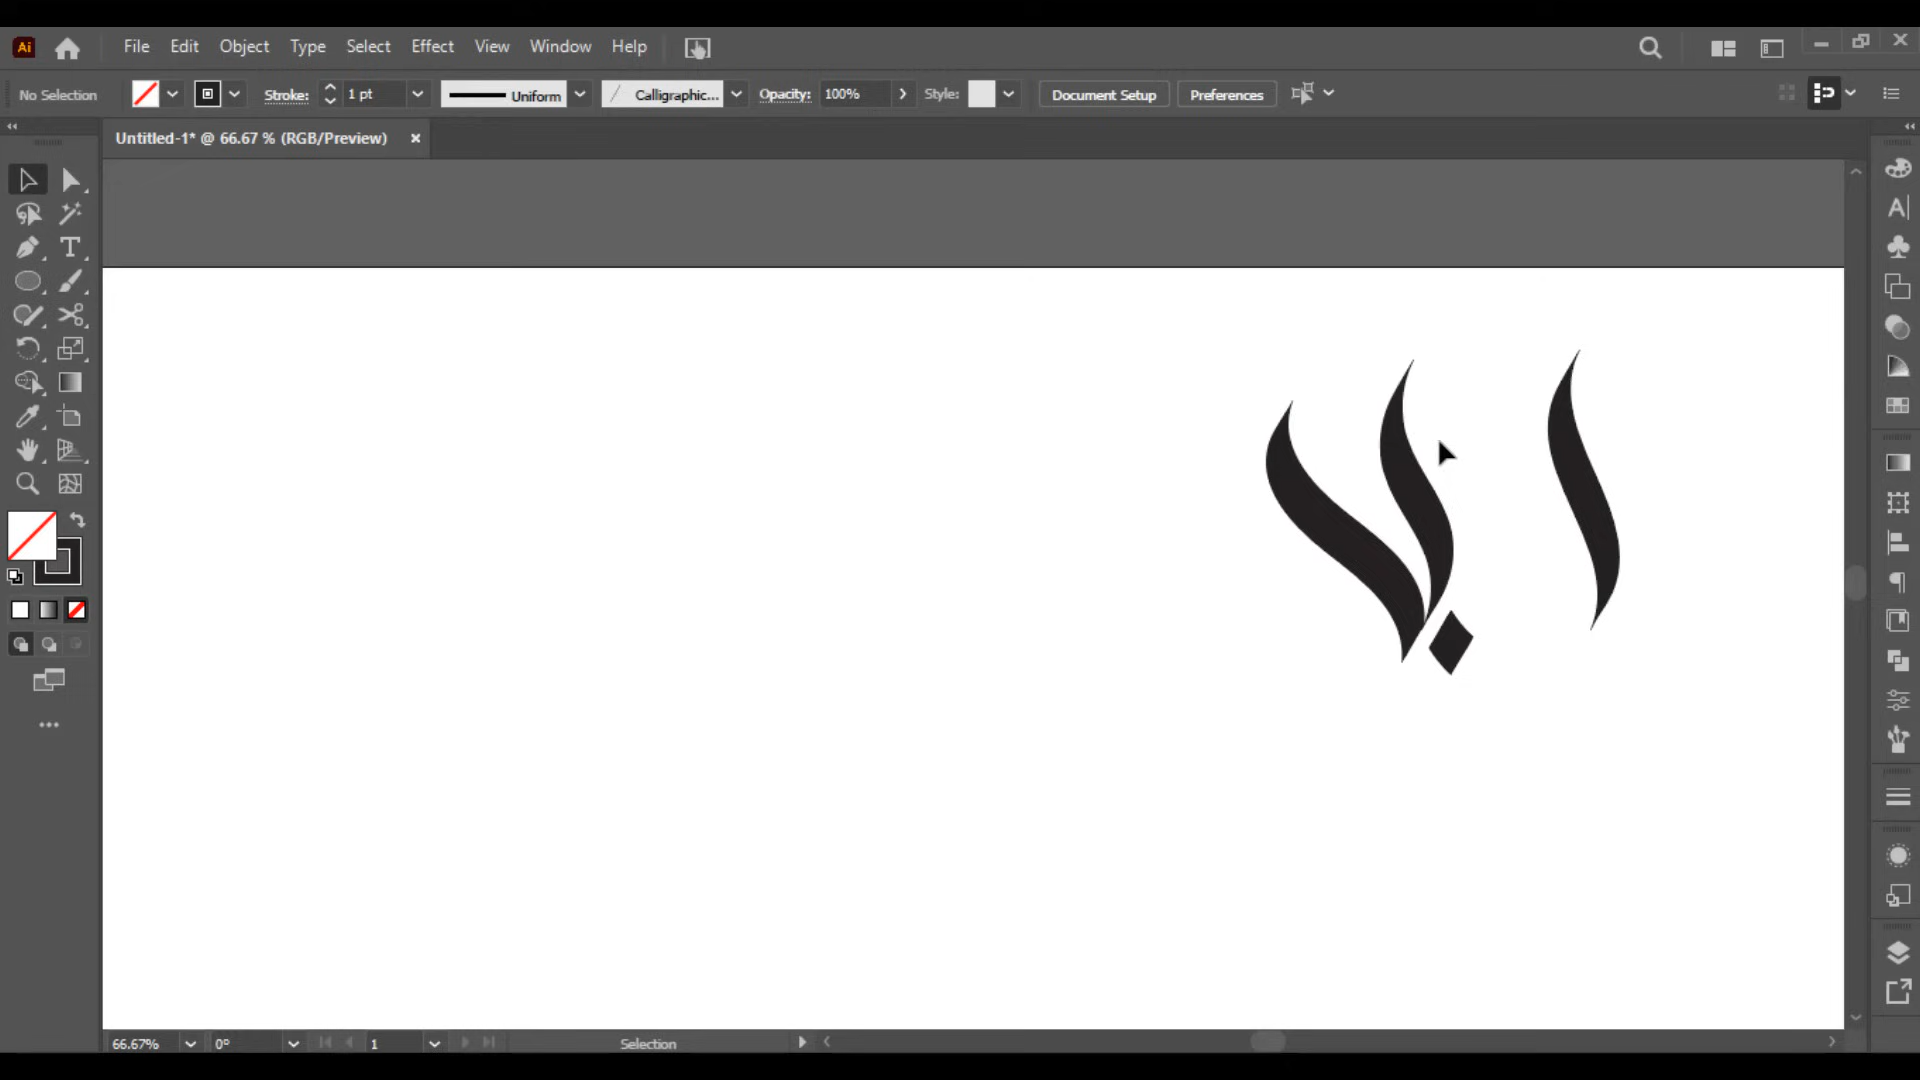 Ai File Edit Object Type Select Effect View Window Help
No Selection Stroke: 1 pt Uniform Calligraphic... Opacity: 100% Style: Document Setup Preferences
Untitled-1* @ 66.67 % (RGB/Preview)
66.67% 0° 1 Selection